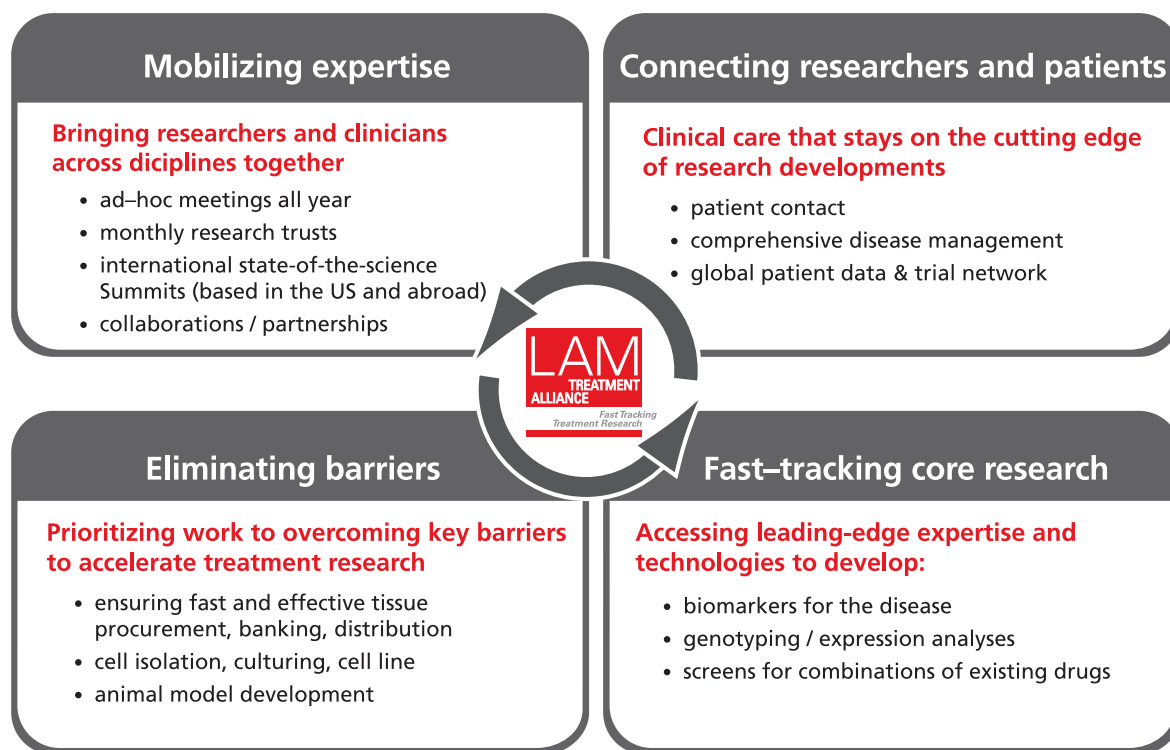 Mobilizing expertise
Bringing researchers and clinicians
across diciplines together
• ad–hoc meetings all year
• monthly research trusts
• international state-of-the-science
Summits (based in the US and abroad)
• collaborations / partnerships
Connecting researchers and patients
Clinical care that stays on the cutting edge
of research developments
• patient contact
• comprehensive disease management
• global patient data & trial network
LAM
TREATMENT
ALLIANCE
Fast Tracking
Treatment Research
Eliminating barriers
Prioritizing work to overcoming key barriers
to accelerate treatment research
• ensuring fast and effective tissue
procurement, banking, distribution
• cell isolation, culturing, cell line
• animal model development
Fast–tracking core research
Accessing leading-edge expertise and
technologies to develop:
• biomarkers for the disease
• genotyping / expression analyses
• screens for combinations of existing drugs